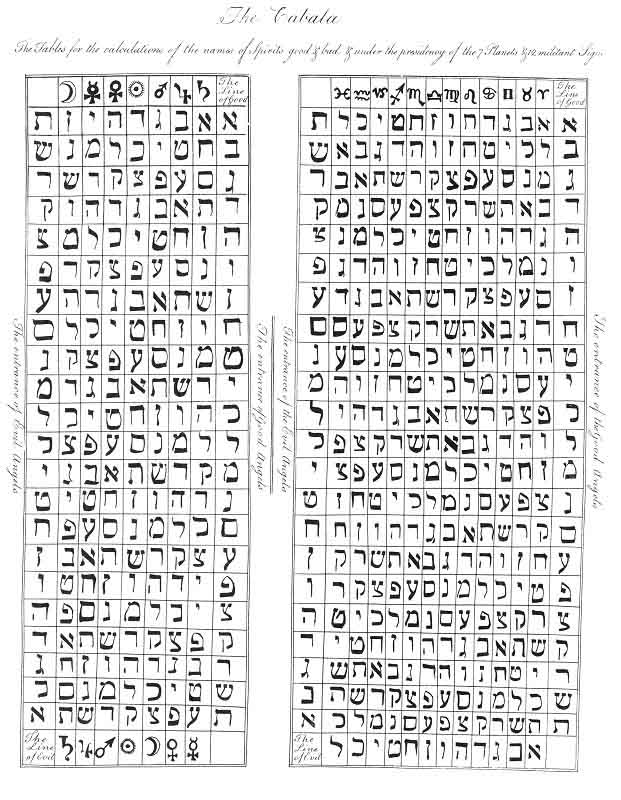 The Cabala
The Tables for the calculations of the names of Spirits good & bad & under the presidency of the 7 Planets & 12 militant Sign
☽ ☿ ♀ ☉ ♂ ♃ ♄ The Line of Good
א א ב ג ד ה ו ז ת
ב ח ט י כ ל מ נ ש
ג ס ע פ צ ק ר ש ר
ד ת א ב ג ד ה ו ק
ה ז ח ט י כ ל מ צ
ו נ ס ע פ צ ק ר פ
ז ש ת א ב ג ד ה ע
ח ו ז ח ט י כ ל ס
ט מ נ ס ע פ צ ק נ
י ר ש ת א ב ג ד מ
כ ה ו ז ח ט י כ ל
ל ל מ נ ס ע פ צ כ
מ ק ר ש ת א ב ג י
נ ד ה ו ז ח ט י ט
ס כ ל מ נ ס ע פ ח
ע צ ק ר ש ת א ב ז
פ ג ד ה ו ז ח ט ו
צ י כ ל מ נ ס ע ה
ק פ צ ק ר ש ת א ד
ר ב ג ד ה ו ז ח ג
ש ט י כ ל מ נ ס ב
ת ע פ צ ק ר ש ת א
The Line of Evil ♄ ♃ ♂ ☉ ☽ ♀ ☿
The entrance of Evil Angels
The entrance of Good Angels
♓ ♒ ♑ ♐ ♏ ♎ ♍ ♌ ♋ ♊ ♉ ♈ The Line of Good
א א ב ג ד ה ו ז ח ט י כ ל ת
ב ל כ י ט ח ז ו ה ד ג ב א ש
ג מ נ ס ע פ צ ק ר ש ת א ב ר
ד ב א ת ש ר ק צ פ ע ס נ מ ק
ה ג ד ה ו ז ח ט י כ ל מ נ צ
ו נ מ ל כ י ט ח ז ו ה ד ג פ
ז ס ע פ צ ק ר ש ת א ב ג ד ע
ח ד ג ב א ת ש ר ק צ פ ע ס ס
ט ה ו ז ח ט י כ ל מ נ ס ע נ
י ע ס נ מ ל כ י ט ח ז ו ה מ
כ פ צ ק ר ש ת א ב ג ד ה ו ל
ל ו ה ד ג ב א ת ש ר ק צ פ כ
מ ז ח ט י כ ל מ נ ס ע פ צ י
נ צ פ ע ס נ מ ל כ י ט ח ז ט
ס ק ר ש ת א ב ג ד ה ו ז ח ח
ע ח ז ו ה ד ג ב א ת ש ר ק ז
פ ט י כ ל מ נ ס ע פ צ ק ר ו
צ ר ק צ פ ע ס נ מ ל כ י ט ה
ק ש ת א ב ג ד ה ו ז ח ט י ד
ר י ט ח ז ו ה ד ג ב א ת ש ג
ש כ ל מ נ ס ע פ צ ק ר ש ת ב
ת ת ש ר ק צ פ ע ס נ מ ל כ א
א ב ג ד ה ו ז ח ט י כ ל
The Line of Evil
The entrance of the Evil Angels
The entrance of the Good Angels